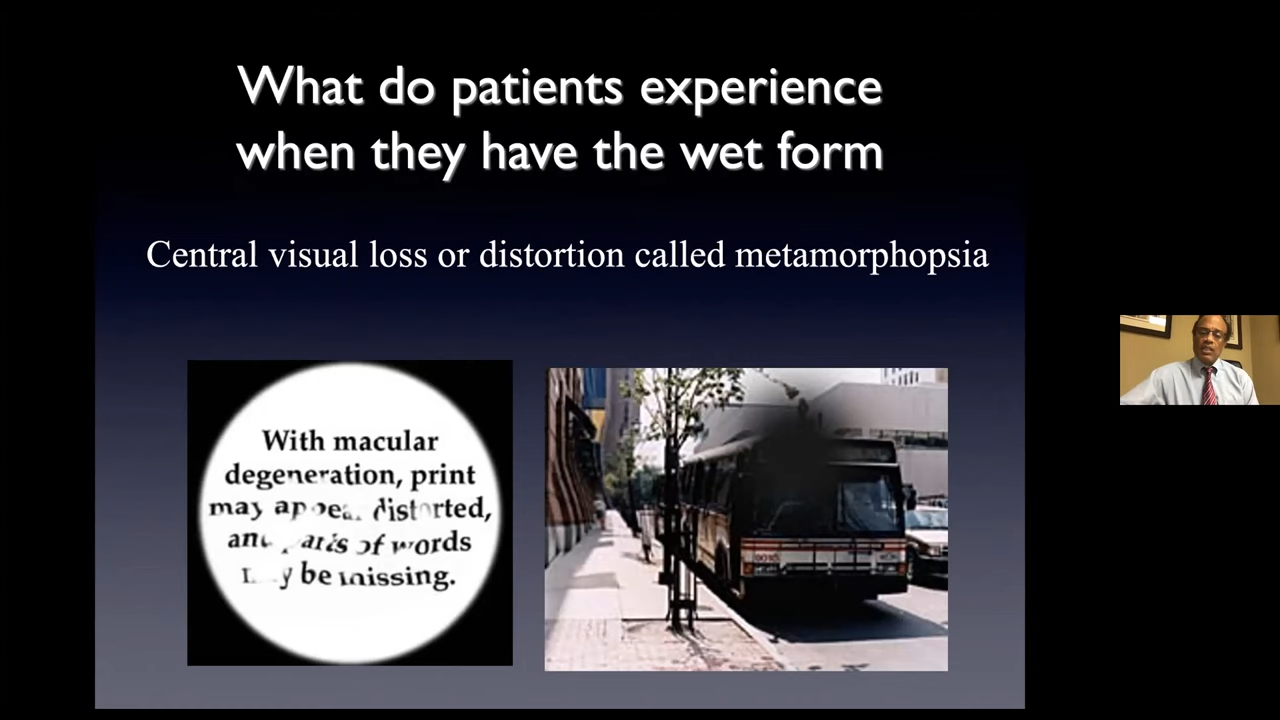 What do patients experience
when they have the wet form
Central visual loss or distortion called metamorphopsia
With macular
degeneration, print
may appear distorted,
and parts of words
may be missing.